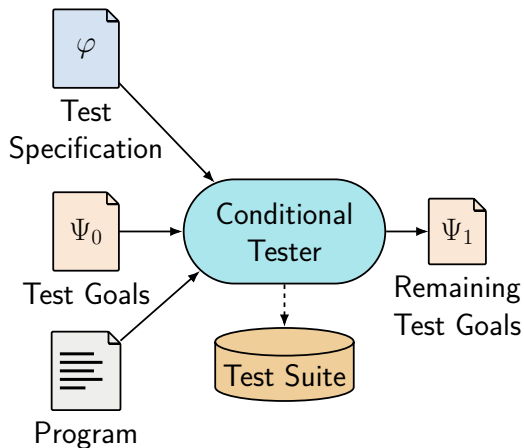 φ
Test
Specification
Ψ₀
Test Goals
Program
Conditional
Tester
Test Suite
Ψ₁
Remaining
Test Goals